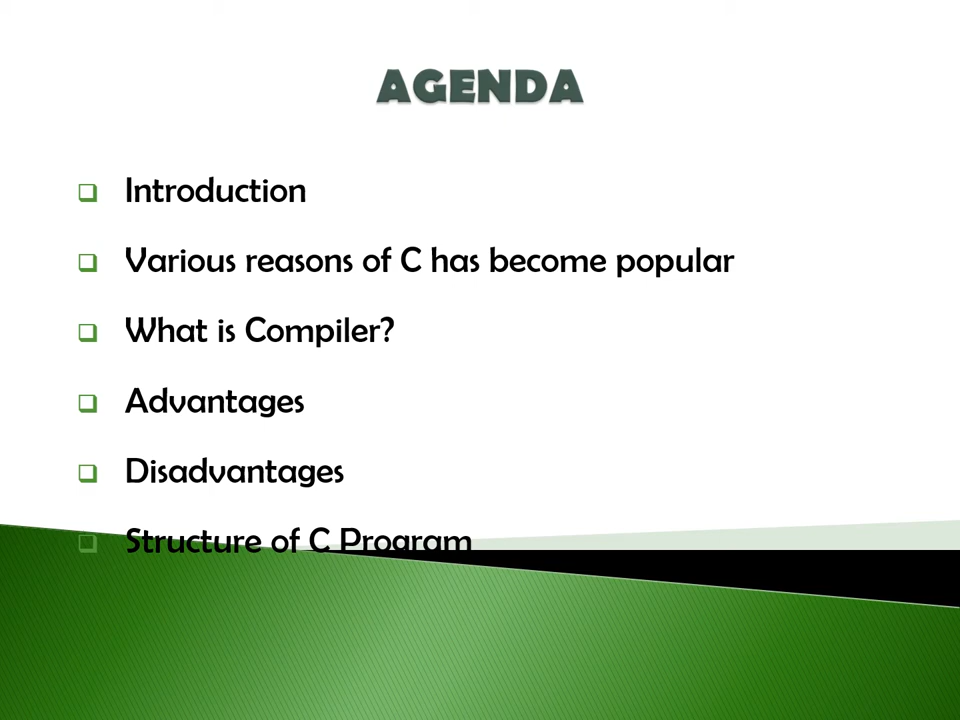 AGENDA
Introduction
Various reasons of C has become popular
What is Compiler?
Advantages
Disadvantages
Structure of C Program